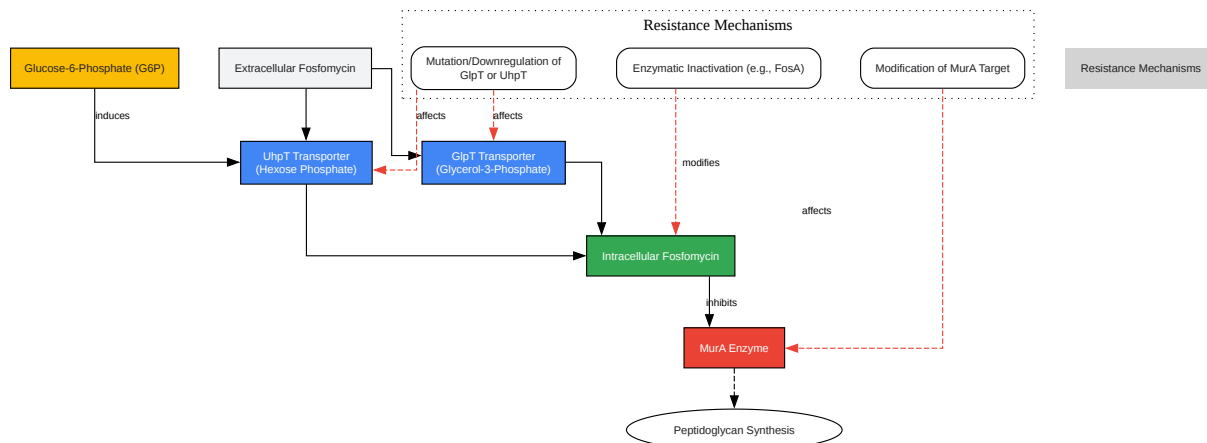 Resistance Mechanisms
Glucose-6-Phosphate (G6P)
Extracellular Fosfomycin
Mutation/Downregulation of
GlpT or UhpT
Enzymatic Inactivation (e.g., FosA)
Modification of MurA Target
Resistance Mechanisms
induces
affects
affects
UhpT Transporter
(Hexose Phosphate)
GlpT Transporter
(Glycerol-3-Phosphate)
modifies
affects
Intracellular Fosfomycin
inhibits
MurA Enzyme
Peptidoglycan Synthesis